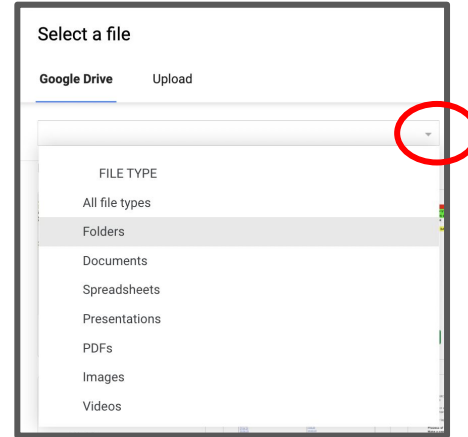 Select a file
Google Drive Upload
FILE TYPE
All file types
Folders
Documents
Spreadsheets
Presentations
PDFs
Images
Videos